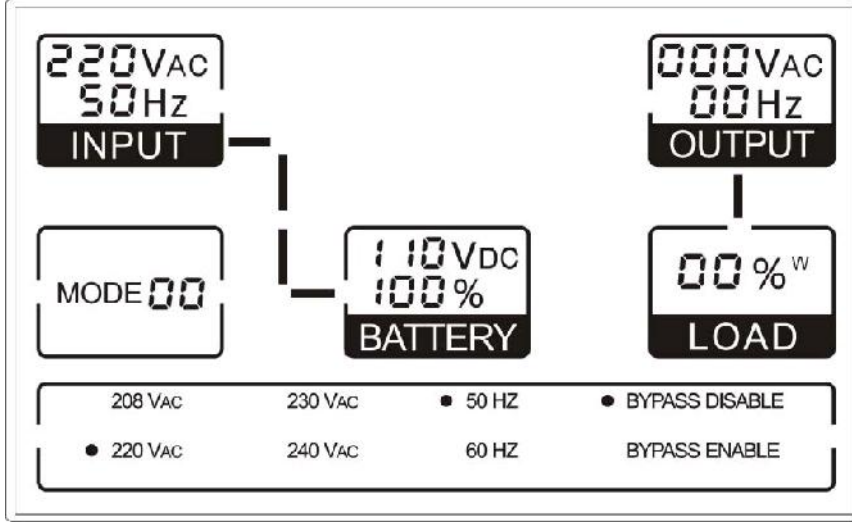 220VAC
50Hz
INPUT
000VAC
00Hz
OUTPUT
MODE 00
110VDC
100%
BATTERY
00%W
LOAD
208 VAC 230 VAC ● 50 HZ ● BYPASS DISABLE
● 220 VAC 240 VAC 60 HZ BYPASS ENABLE